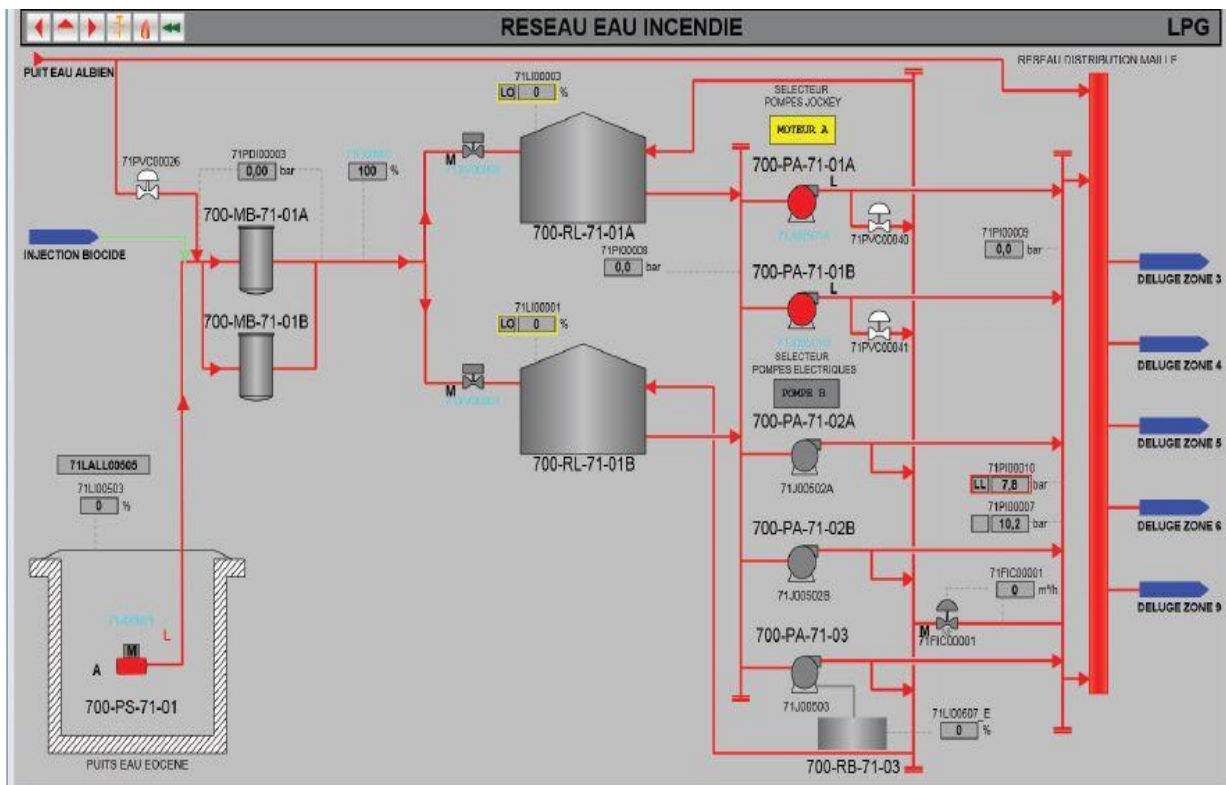 RESEAU EAU INCENDIE
LPG
PUIT EAU ALBIEN
RESEAU DISTRIBUTION MAILLE
71LI00003
LO 0 %
SELECTEUR
POMPES JOCKEY
MOTEUR A
71PVC00026
71PDI00003
0,00 bar
100 %
M
700-PA-71-01A
L
700-MB-71-01A
700-RL-71-01A
71PVC00040
71PI00009
0,0 bar
INJECTION BIOCIDE
71PI00008
0,0 bar
700-PA-71-01B
L
DELUGE ZONE 3
700-MB-71-01B
71LI00001
LO 0 %
71PVC00041
DELUGE ZONE 4
SELECTEUR
POMPES ELECTRIQUES
POMPE B
M
700-PA-71-02A
700-RL-71-01B
DELUGE ZONE 5
71LALL00505
71LI00503
0 %
71J00502A
71PI00010
LL 7,8 bar
71PI00007
10,2 bar
700-PA-71-02B
DELUGE ZONE 6
71J00502B
71FIC00001
0 m³/h
DELUGE ZONE 9
L
M
A
700-PA-71-03
M
71FIC00001
700-PS-71-01
71J00503
71LI00507_E
0 %
PUITS EAU EOCENE
700-RB-71-03